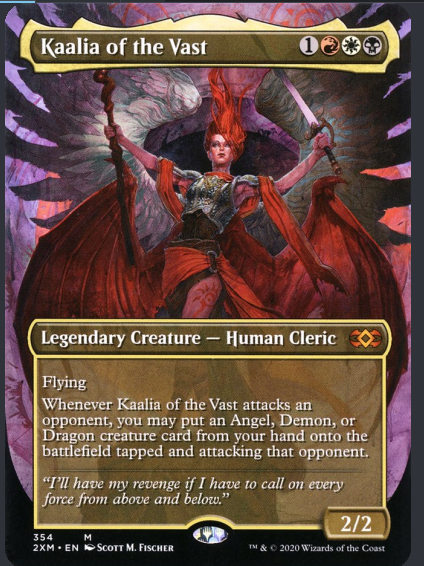 Kaalia of the Vast 1
Legendary Creature — Human Cleric
Flying
Whenever Kaalia of the Vast attacks an
opponent, you may put an Angel, Demon, or
Dragon creature card from your hand onto the
battlefield tapped and attacking that opponent.
“I’ll have my revenge if I have to call on every
force from above and below.”
2/2
354 M
2XM • EN Scott M. Fischer ™ & © 2020 Wizards of the Coast